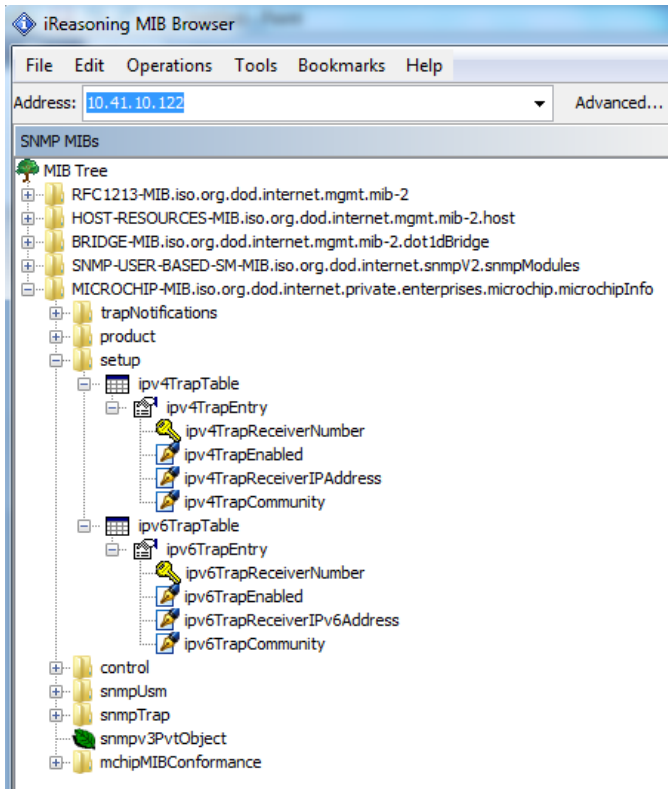 iReasoning MIB Browser
File Edit Operations Tools Bookmarks Help
Address: 10.41.10.122 Advanced...
SNMP MIBs
MIB Tree
RFC1213-MIB.iso.org.dod.internet.mgmt.mib-2
HOST-RESOURCES-MIB.iso.org.dod.internet.mgmt.mib-2.host
BRIDGE-MIB.iso.org.dod.internet.mgmt.mib-2.dot1dBridge
SNMP-USER-BASED-SM-MIB.iso.org.dod.internet.snmpV2.snmpModules
MICROCHIP-MIB.iso.org.dod.internet.private.enterprises.microchip.microchipInfo
trapNotifications
product
setup
ipv4TrapTable
ipv4TrapEntry
ipv4TrapReceiverNumber
ipv4TrapEnabled
ipv4TrapReceiverIPAddress
ipv4TrapCommunity
ipv6TrapTable
ipv6TrapEntry
ipv6TrapReceiverNumber
ipv6TrapEnabled
ipv6TrapReceiverIPv6Address
ipv6TrapCommunity
control
snmpUsm
snmpTrap
snmpv3PvtObject
mchipMIBConformance